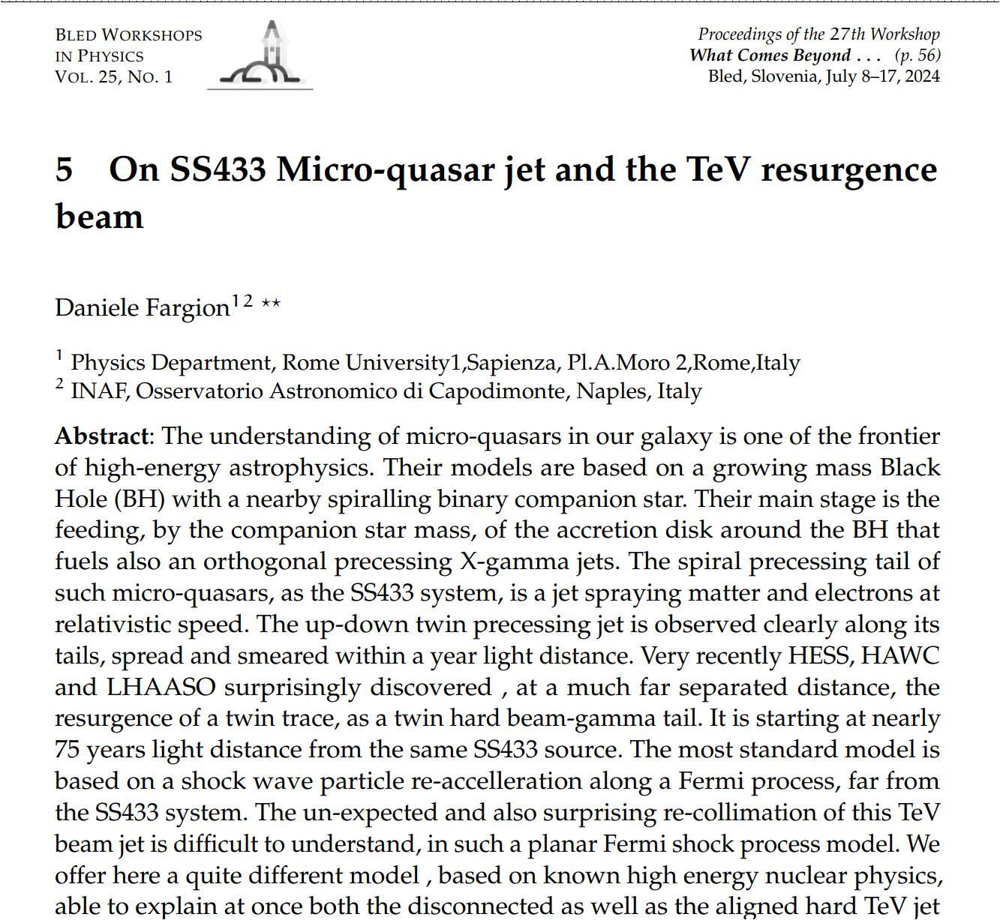 BLED WORKSHOPS
IN PHYSICS
VOL. 25, NO. 1
Proceedings of the 27th Workshop
What Comes Beyond . . . (p. 56)
Bled, Slovenia, July 8–17, 2024
5 On SS433 Micro-quasar jet and the TeV resurgence
beam
Daniele Fargion1 2 ⋆⋆
1 Physics Department, Rome University1,Sapienza, Pl.A.Moro 2,Rome,Italy
2 INAF, Osservatorio Astronomico di Capodimonte, Naples, Italy
Abstract: The understanding of micro-quasars in our galaxy is one of the frontier
of high-energy astrophysics. Their models are based on a growing mass Black
Hole (BH) with a nearby spiralling binary companion star. Their main stage is the
feeding, by the companion star mass, of the accretion disk around the BH that
fuels also an orthogonal precessing X-gamma jets. The spiral precessing tail of
such micro-quasars, as the SS433 system, is a jet spraying matter and electrons at
relativistic speed. The up-down twin precessing jet is observed clearly along its
tails, spread and smeared within a year light distance. Very recently HESS, HAWC
and LHAASO surprisingly discovered , at a much far separated distance, the
resurgence of a twin trace, as a twin hard beam-gamma tail. It is starting at nearly
75 years light distance from the same SS433 source. The most standard model is
based on a shock wave particle re-accelleration along a Fermi process, far from
the SS433 system. The un-expected and also surprising re-collimation of this TeV
beam jet is difficult to understand, in such a planar Fermi shock process model. We
offer here a quite different model , based on known high energy nuclear physics,
able to explain at once both the disconnected as well as the aligned hard TeV jet